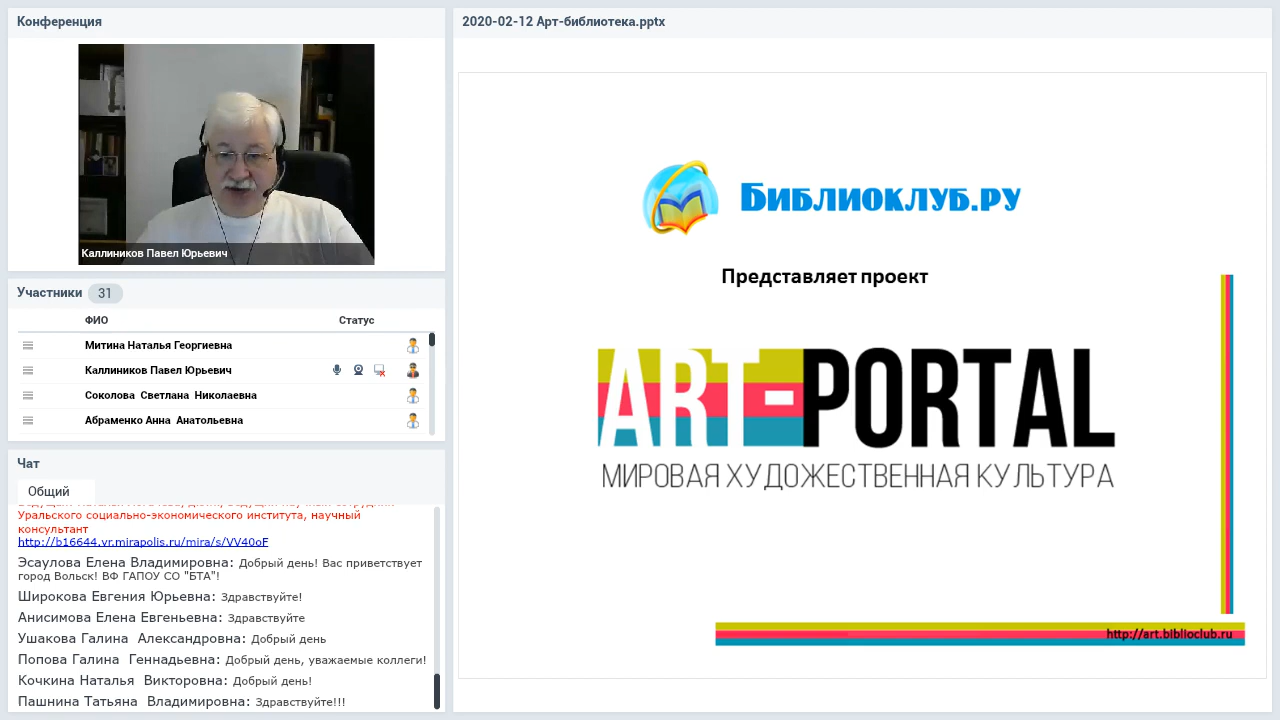 Конференция
Каллиников Павел Юрьевич
Участники 31
ФИО Статус
Митина Наталья Георгиевна
Каллиников Павел Юрьевич
Соколова Светлана Николаевна
Абраменко Анна Анатольевна
Чат
Общий
Уральского социально-экономического института, научный
консультант
http://b16644.vr.mirapolis.ru/mira/s/VV40oF
Эсаулова Елена Владимировна: Добрый день! Вас приветствует
город Вольск! ВФ ГАПОУ СО "БТА"!
Широкова Евгения Юрьевна: Здравствуйте!
Анисимова Елена Евгеньевна: Здравствуйте
Ушакова Галина Александровна: Добрый день
Попова Галина Геннадьевна: Добрый день, уважаемые коллеги!
Кочкина Наталья Викторовна: Добрый день!
Пашнина Татьяна Владимировна: Здравствуйте!!!
2020-02-12 Арт-библиотека.pptx
Библиоклуб.ру
Представляет проект
ART-PORTAL
МИРОВАЯ ХУДОЖЕСТВЕННАЯ КУЛЬТУРА
http://art.biblioclub.ru